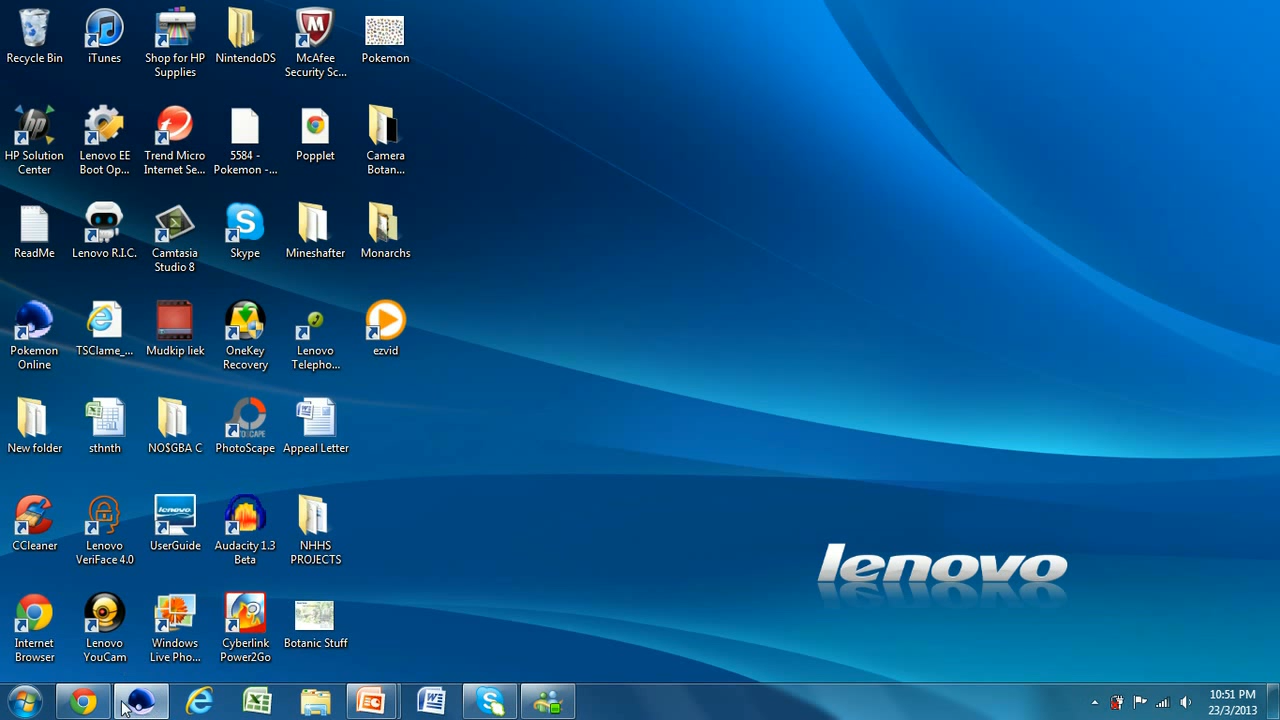 Recycle Bin
iTunes
Shop for HP
Supplies
NintendoDS
McAfee
Security Sc...
Pokemon
HP Solution
Center
Lenovo EE
Boot Op...
Trend Micro
Internet Se...
5584 -
Pokemon -...
Popplet
Camera
Botan...
ReadMe
Lenovo R.I.C.
Camtasia
Studio 8
Skype
Mineshafter
Monarchs
Pokemon
Online
TSClame_...
Mudkip liek
OneKey
Recovery
Lenovo
Telepho...
ezvid
New folder
sthnth
NO$GBA C
PhotoScape
Appeal Letter
CCleaner
Lenovo
VeriFace 4.0
UserGuide
Audacity 1.3
Beta
NHHS
PROJECTS
lenovo
Internet
Browser
Lenovo
YouCam
Windows
Live Pho...
Cyberlink
Power2Go
Botanic Stuff
10:51 PM
23/3/2013